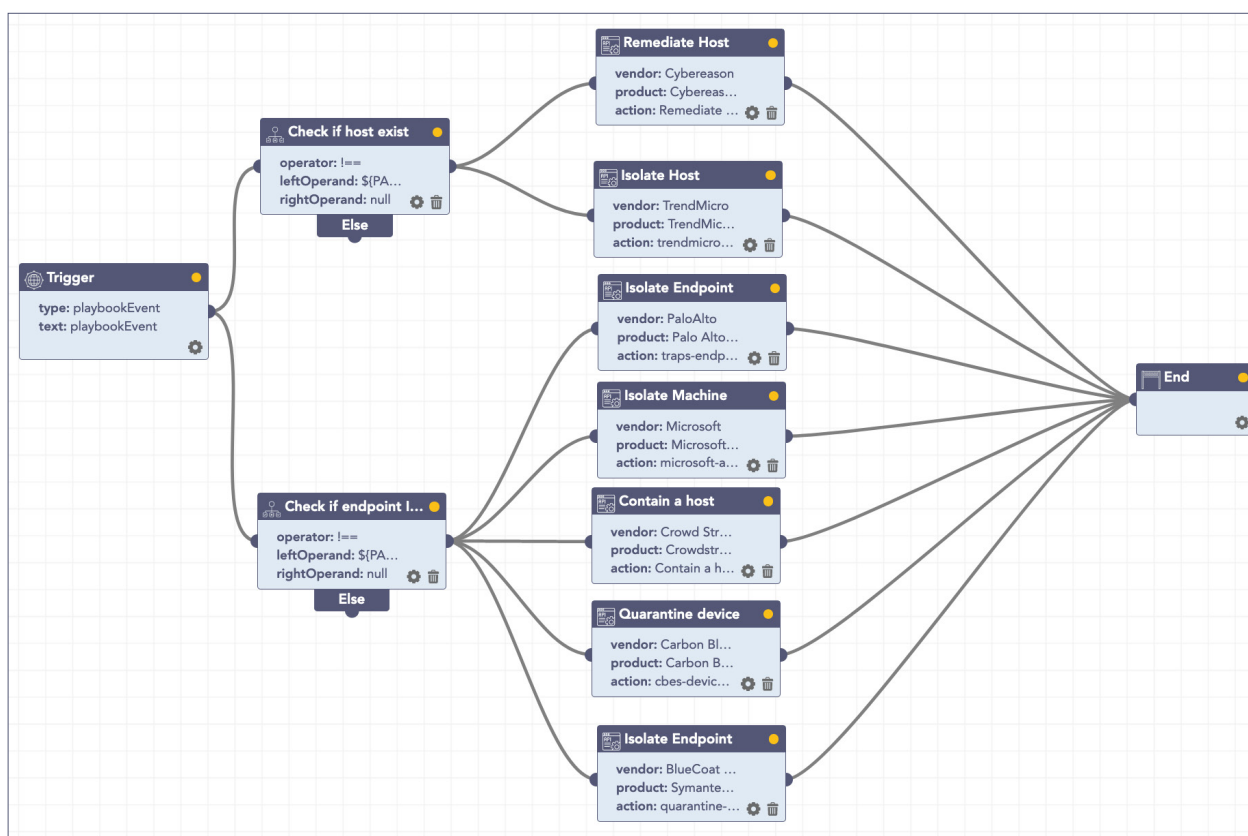 Remediate Host
vendor: Cybereason
product: Cybereas...
action: Remediate ...
Check if host exist
operator: !==
leftOperand: ${PA...
rightOperand: null
Else
Isolate Host
vendor: TrendMicro
product: TrendMic...
action: trendmicro...
Trigger
type: playbookEvent
text: playbookEvent
Isolate Endpoint
vendor: PaloAlto
product: Palo Alto...
action: traps-endp...
Isolate Machine
vendor: Microsoft
product: Microsoft...
action: microsoft-a...
End
Check if endpoint I...
operator: !==
leftOperand: ${PA...
rightOperand: null
Else
Contain a host
vendor: Crowd Str...
product: Crowdstr...
action: Contain a h...
Quarantine device
vendor: Carbon Bl...
product: Carbon B...
action: cbes-devic...
Isolate Endpoint
vendor: BlueCoat ...
product: Symante...
action: quarantine-...